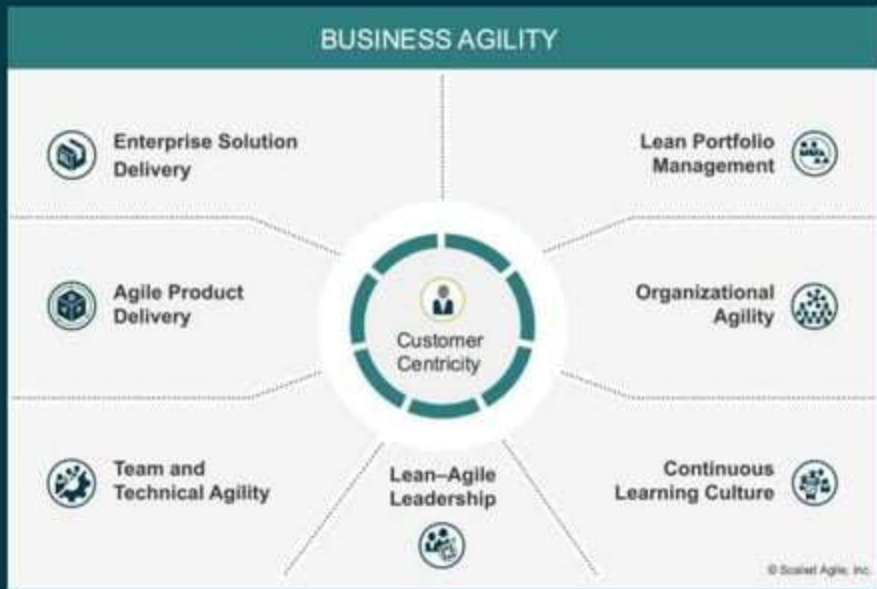 BUSINESS AGILITY
Enterprise Solution
Delivery
Lean Portfolio
Management
Agile Product
Delivery
Organizational
Agility
Customer
Centricity
Team and
Technical Agility
Lean–Agile
Leadership
Continuous
Learning Culture
© Scaled Agile, Inc.